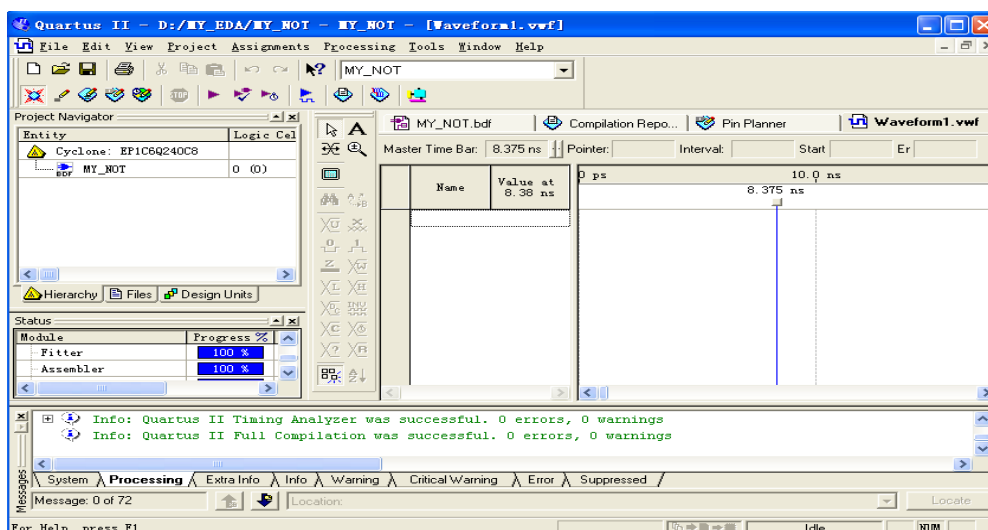 Quartus II - D:/MY_EDA/MY_NOT - MY_NOT - [Waveform1.vwf]
File Edit View Project Assignments Processing Tools Window Help
MY_NOT
Project Navigator
Entity Logic Cel
Cyclone: EP1C6Q240C8
MY_NOT 0 (0)
Hierarchy Files Design Units
Status
Module Progress %
Fitter 100 %
Assembler 100 %
MY_NOT.bdf Compilation Repo... Pin Planner Waveform1.vwf
Master Time Bar: 8.375 ns Pointer: Interval: Start Er
Name Value at 8.38 ns
0 ps 10.0 ns
8.375 ns
Info: Quartus II Timing Analyzer was successful. 0 errors, 0 warnings
Info: Quartus II Full Compilation was successful. 0 errors, 0 warnings
Messages
System Processing Extra Info Info Warning Critical Warning Error Suppressed
Message: 0 of 72 Location: Locate
For Help, press F1 Idle NUM